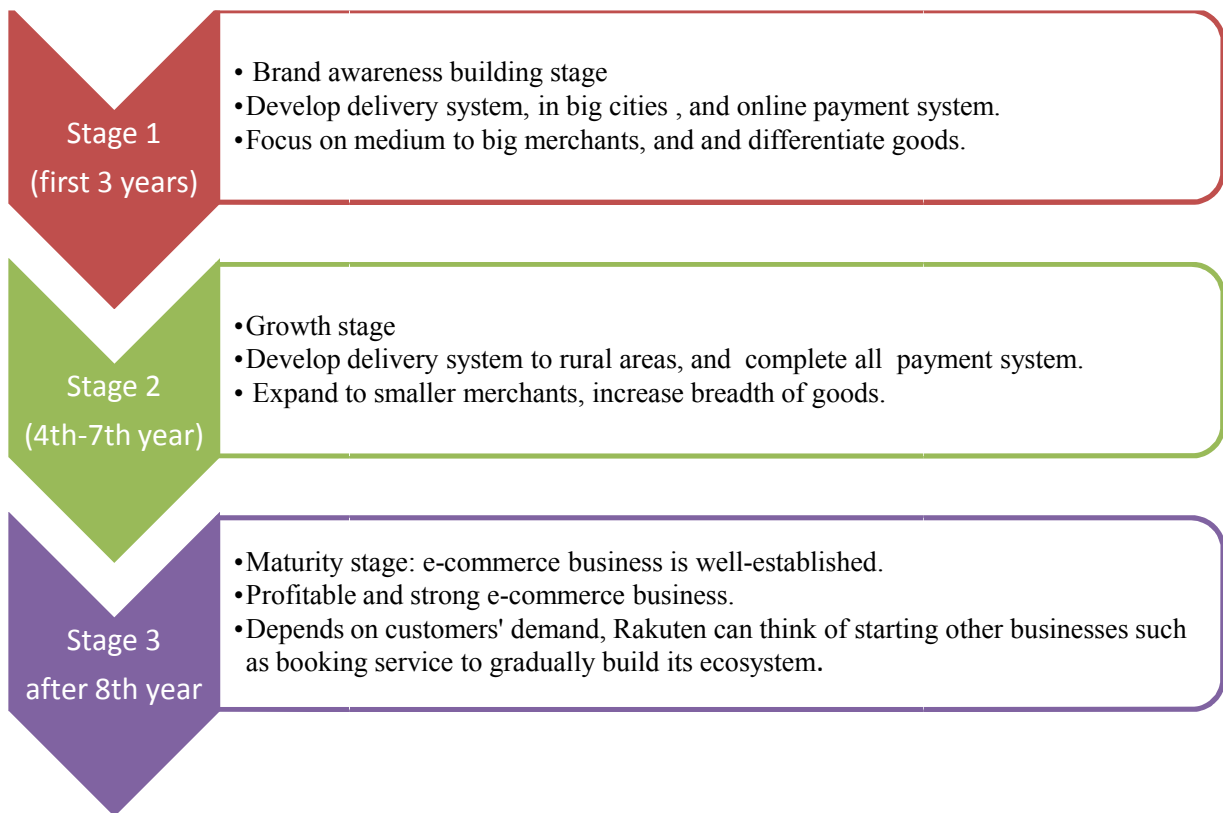 Stage 1
(first 3 years)
• Brand awareness building stage
•Develop delivery system, in big cities , and online payment system.
•Focus on medium to big merchants, and and differentiate goods.
Stage 2
(4th-7th year)
•Growth stage
•Develop delivery system to rural areas, and  complete all  payment system.
• Expand to smaller merchants, increase breadth of goods.
Stage 3
after 8th year
•Maturity stage: e-commerce business is well-established.
•Profitable and strong e-commerce business.
•Depends on customers' demand, Rakuten can think of starting other businesses such
as booking service to gradually build its ecosystem.